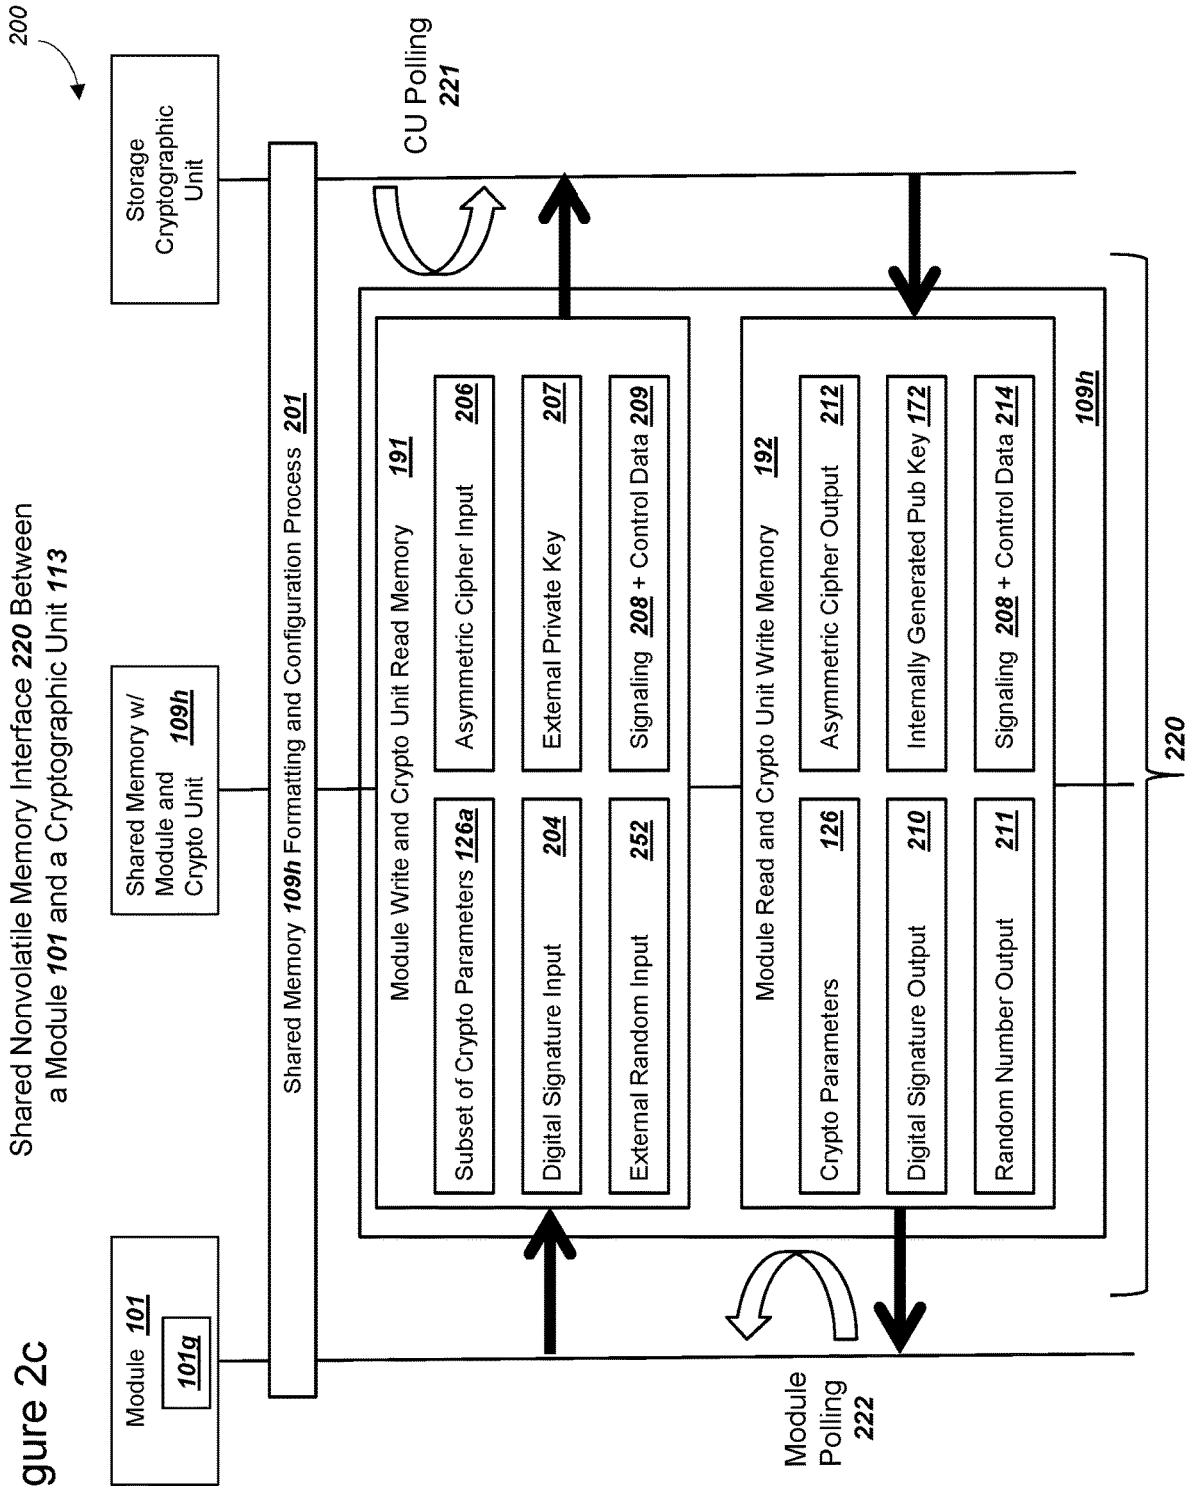 gure 2c
Shared Nonvolatile Memory Interface 220 Between
a Module 101 and a Cryptographic Unit 113
200
Module 101
101g
Shared Memory w/
Module and
Crypto Unit
109h
Storage
Cryptographic
Unit
Shared Memory 109h Formatting and Configuration Process 201
Module Write and Crypto Unit Read Memory 191
Subset of Crypto Parameters 126a
Asymmetric Cipher Input 206
Digital Signature Input 204
External Private Key 207
External Random Input 252
Signaling 208 + Control Data 209
CU Polling
221
Module Read and Crypto Unit Write Memory 192
Crypto Parameters 126
Asymmetric Cipher Output 212
Digital Signature Output 210
Internally Generated Pub Key 172
Random Number Output 211
Signaling 208 + Control Data 214
Module
Polling
222
109h
220